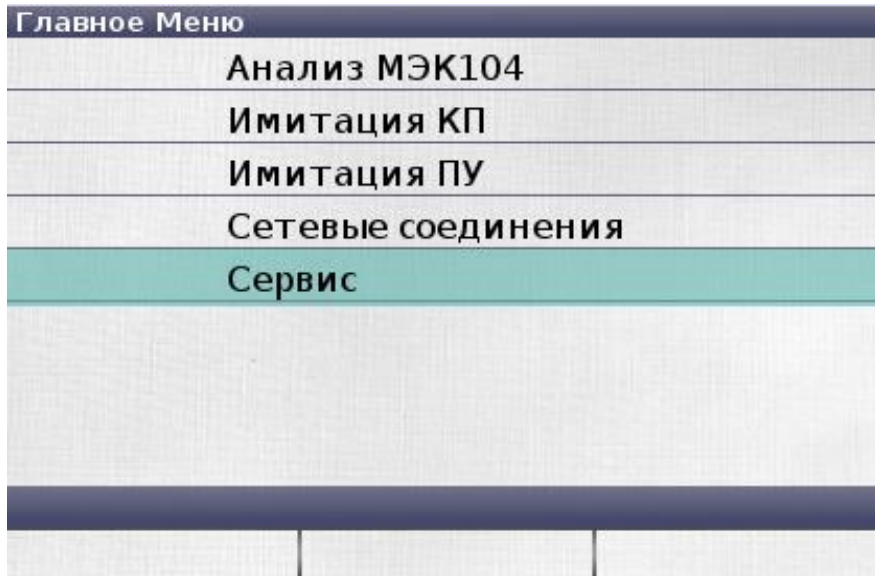 Главное Меню
Анализ МЭК104
Имитация КП
Имитация ПУ
Сетевые соединения
Сервис